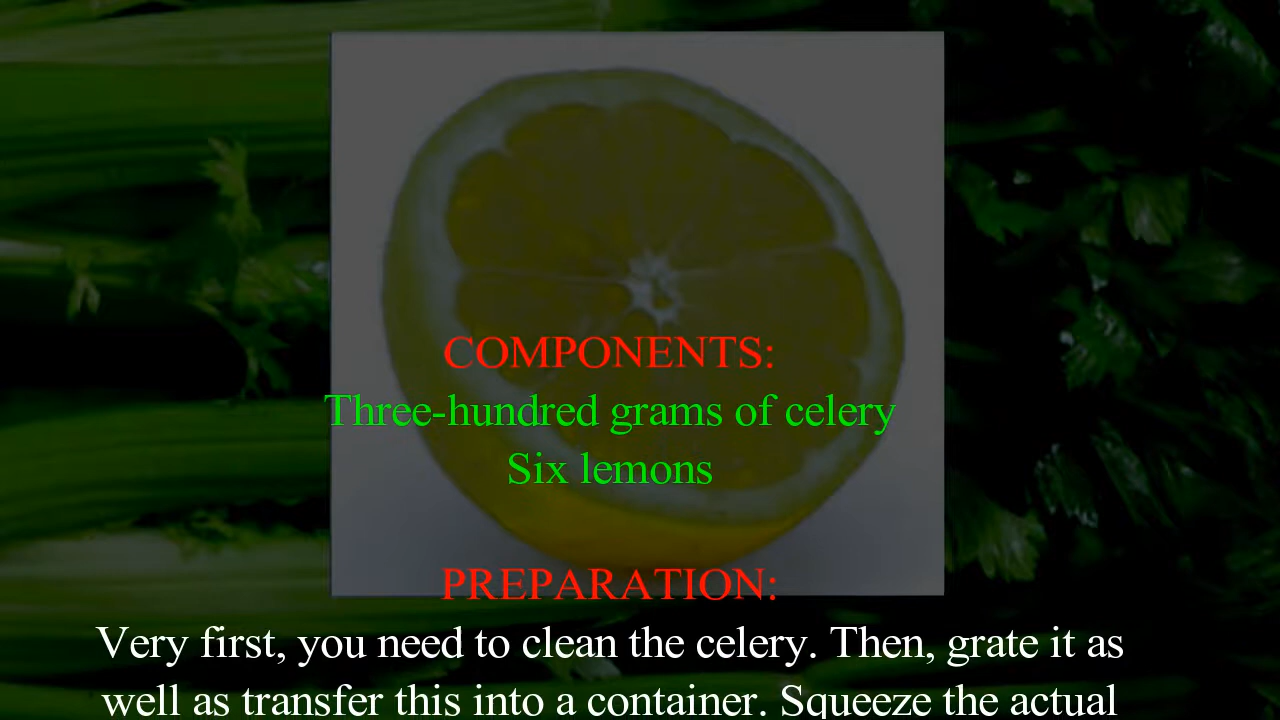 COMPONENTS:
Three-hundred grams of celery
Six lemons
PREPARATION:
Very first, you need to clean the celery. Then, grate it as
well as transfer this into a container. Squeeze the actual